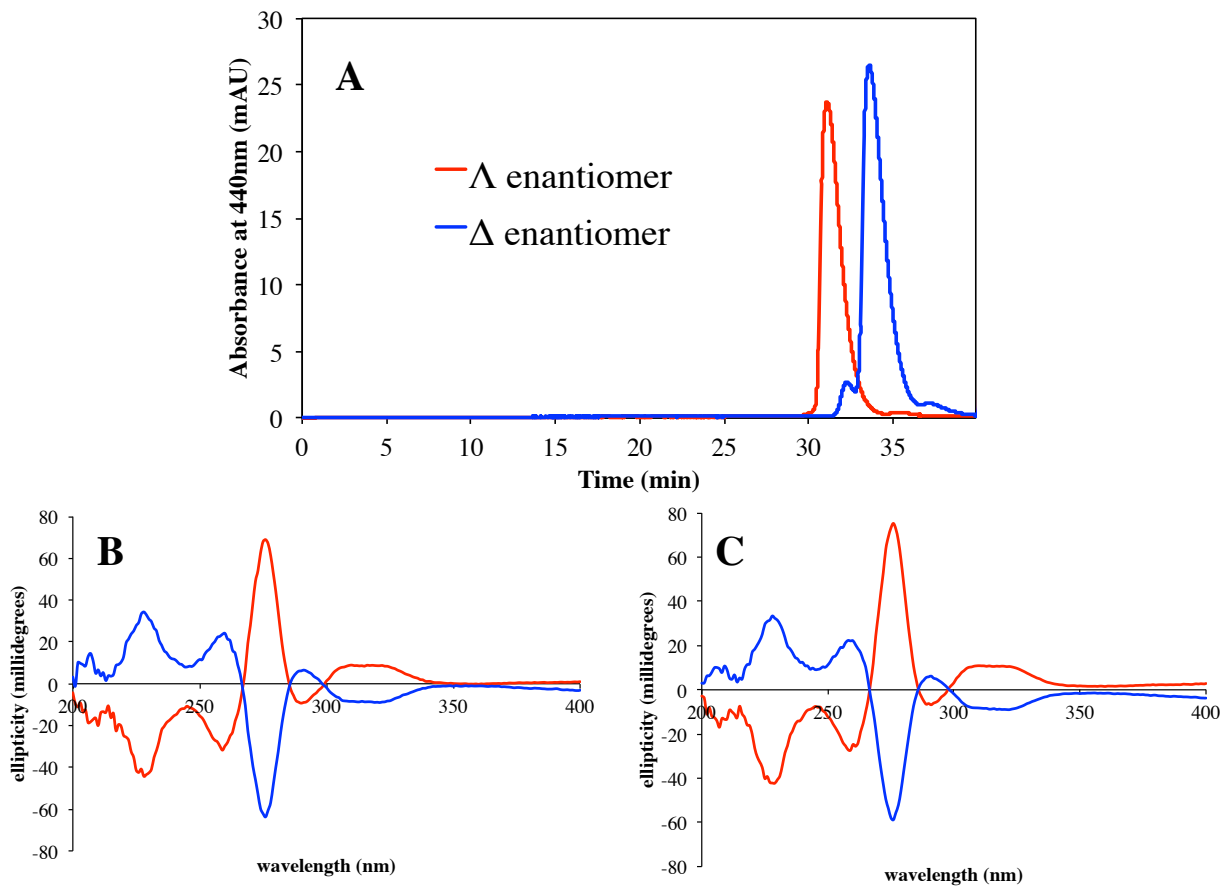 A
Absorbance at 440nm (mAU)
30
25
20
15
10
5
0
Λ enantiomer
Δ enantiomer
0 5 10 15 20 25 30 35
Time (min)
B
ellipticity (millidegrees)
80
60
40
20
0
-20
-40
-60
-80
200 250 300 350 400
wavelength (nm)
C
ellipticity (millidegrees)
80
60
40
20
0
-20
-40
-60
-80
200 250 300 350 400
wavelength (nm)